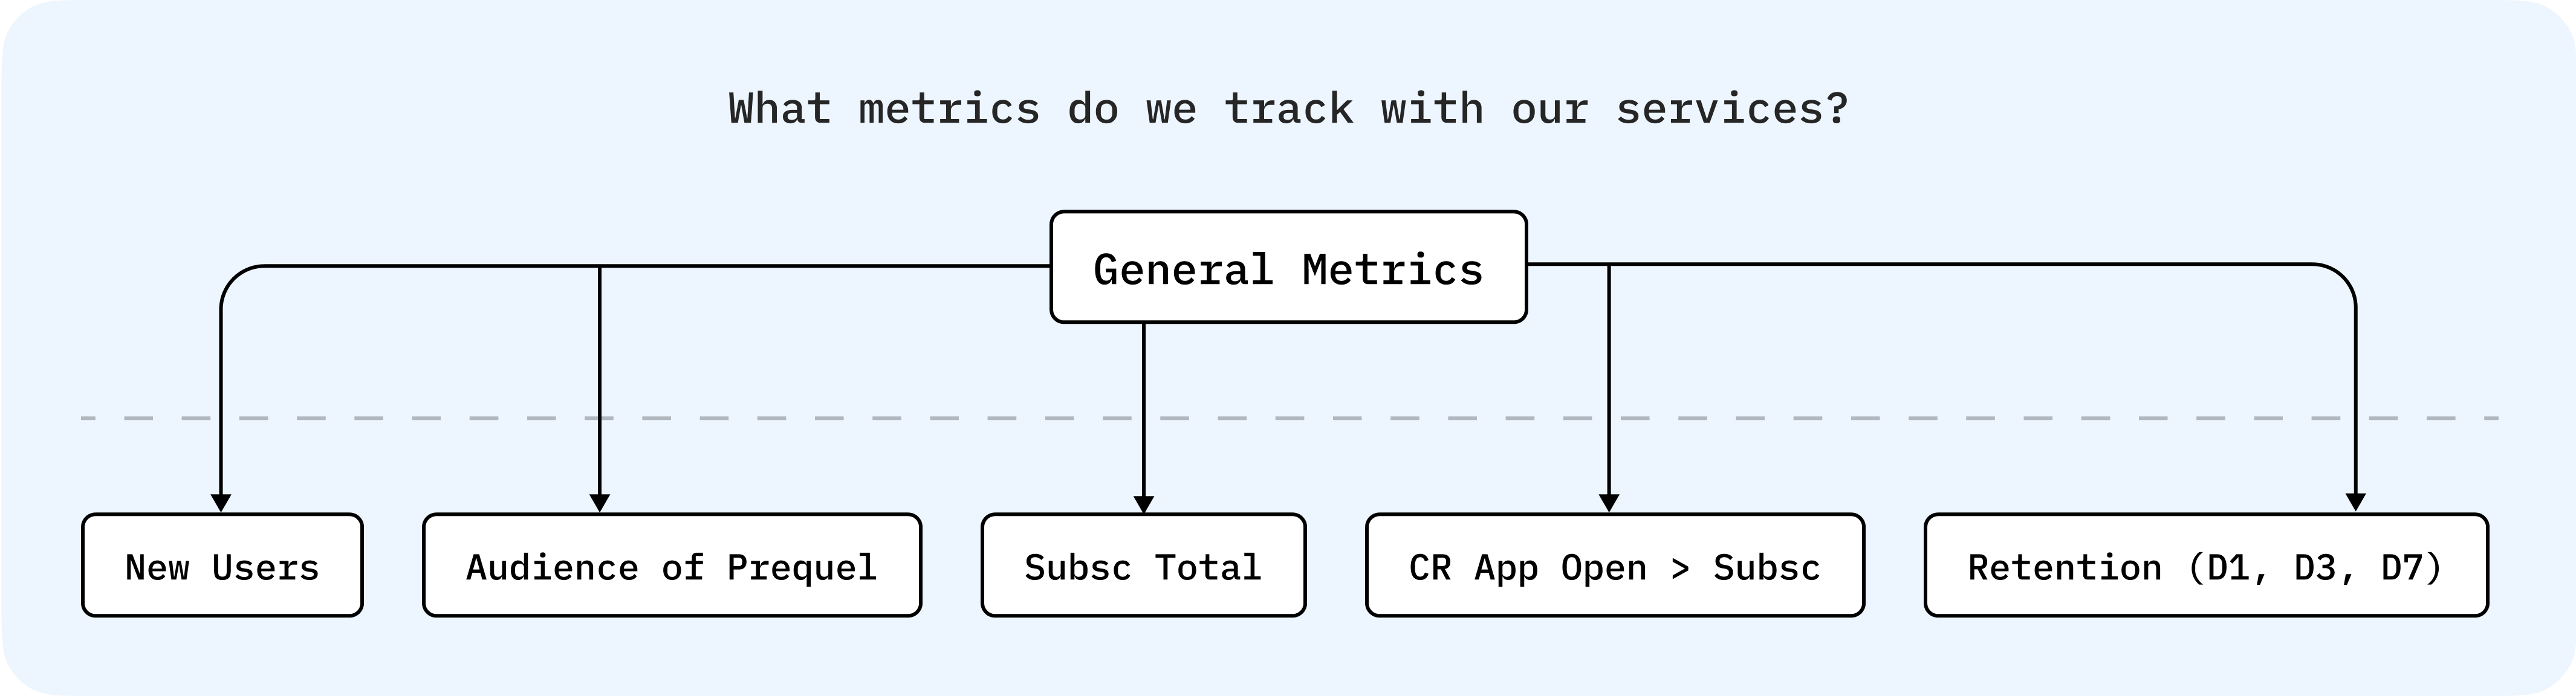 What metrics do we track with our services?
General Metrics
New Users
Audience of Prequel
Subsc Total
CR App Open > Subsc
Retention (D1, D3, D7)